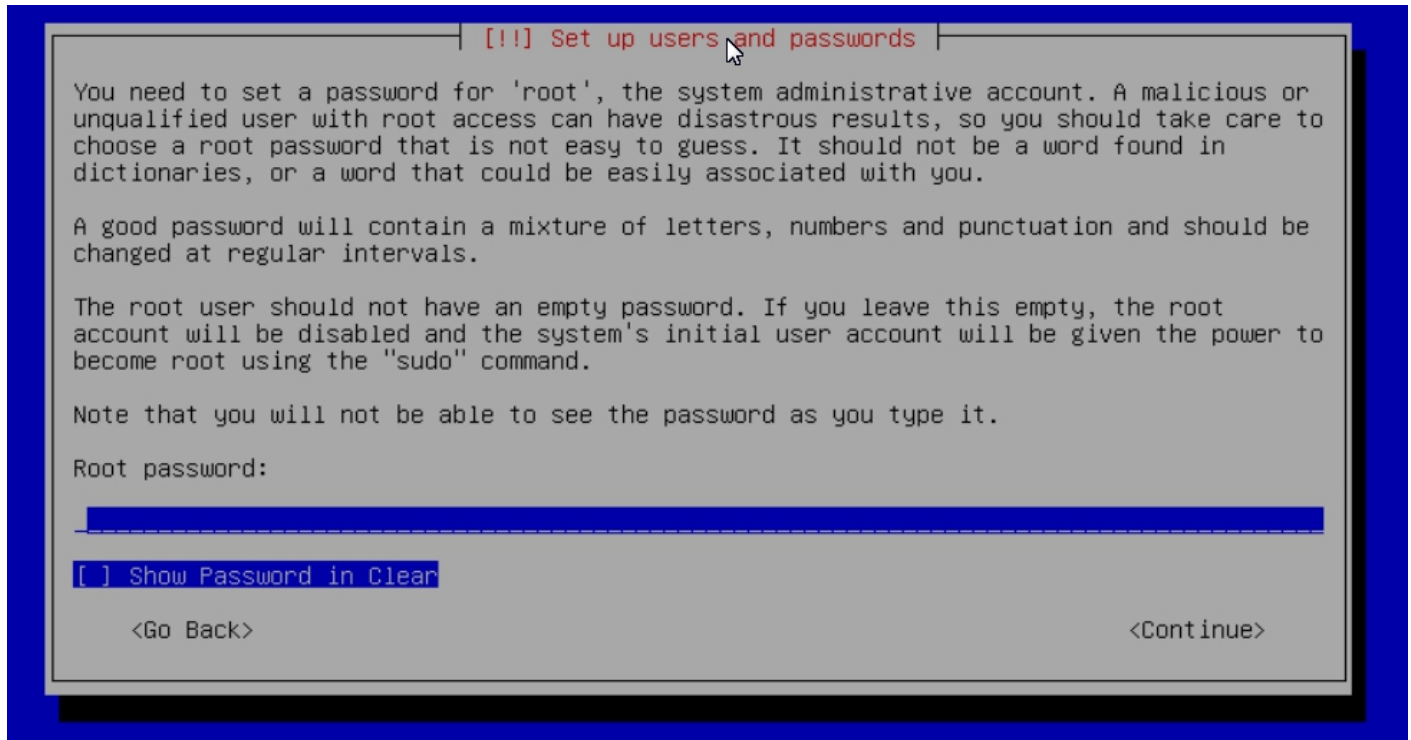 [!!] Set up users and passwords
You need to set a password for 'root', the system administrative account. A malicious or
unqualified user with root access can have disastrous results, so you should take care to
choose a root password that is not easy to guess. It should not be a word found in
dictionaries, or a word that could be easily associated with you.
A good password will contain a mixture of letters, numbers and punctuation and should be
changed at regular intervals.
The root user should not have an empty password. If you leave this empty, the root
account will be disabled and the system's initial user account will be given the power to
become root using the "sudo" command.
Note that you will not be able to see the password as you type it.
Root password:
[ ] Show Password in Clear
<Go Back> <Continue>